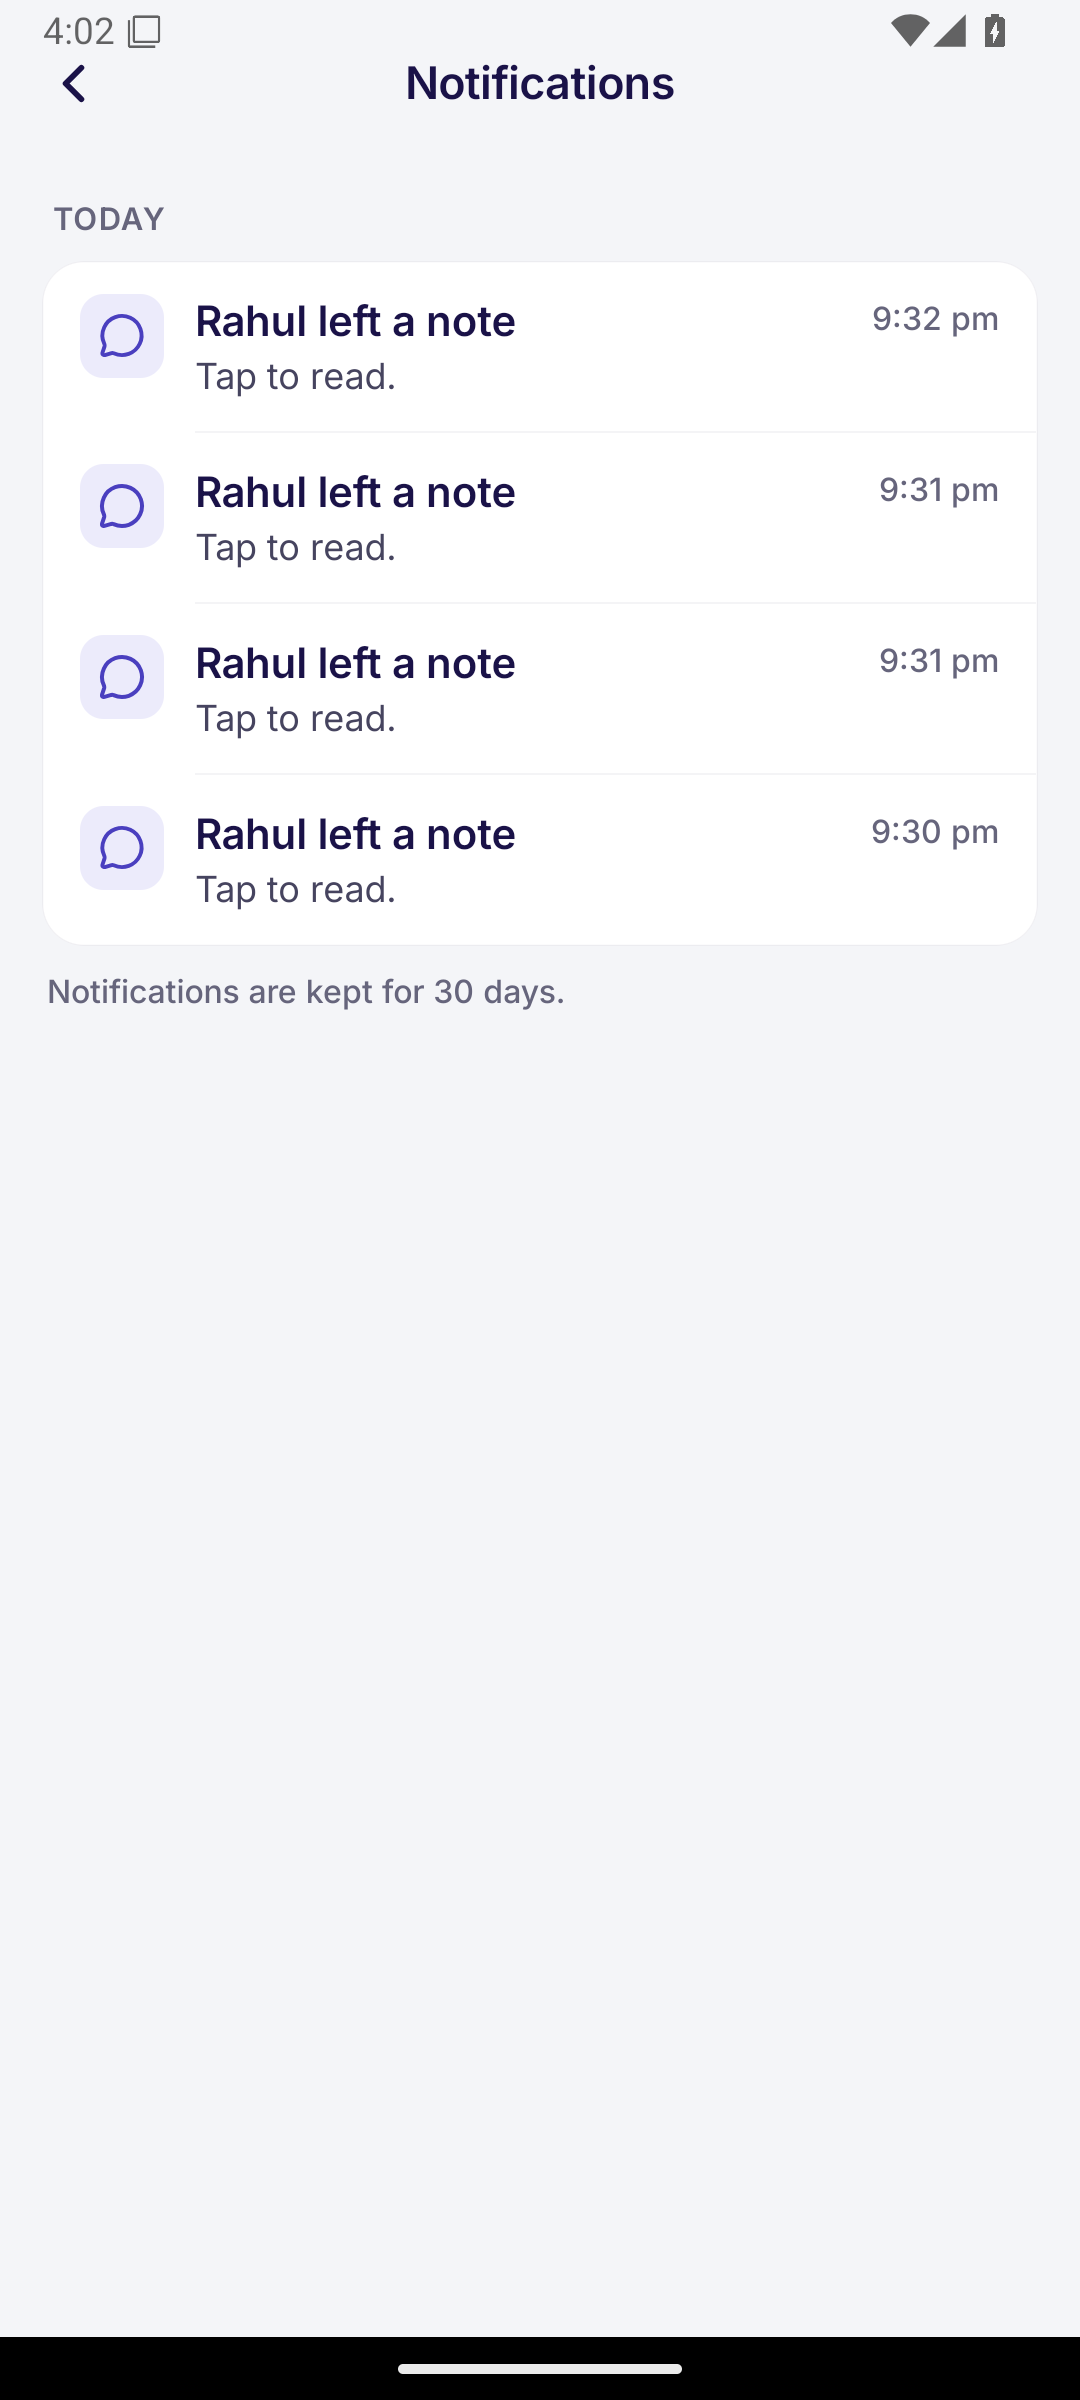 4:02
Notifications
TODAY
Rahul left a note
9:32 pm
Tap to read.
Rahul left a note
9:31 pm
Tap to read.
Rahul left a note
9:31 pm
Tap to read.
Rahul left a note
9:30 pm
Tap to read.
Notifications are kept for 30 days.